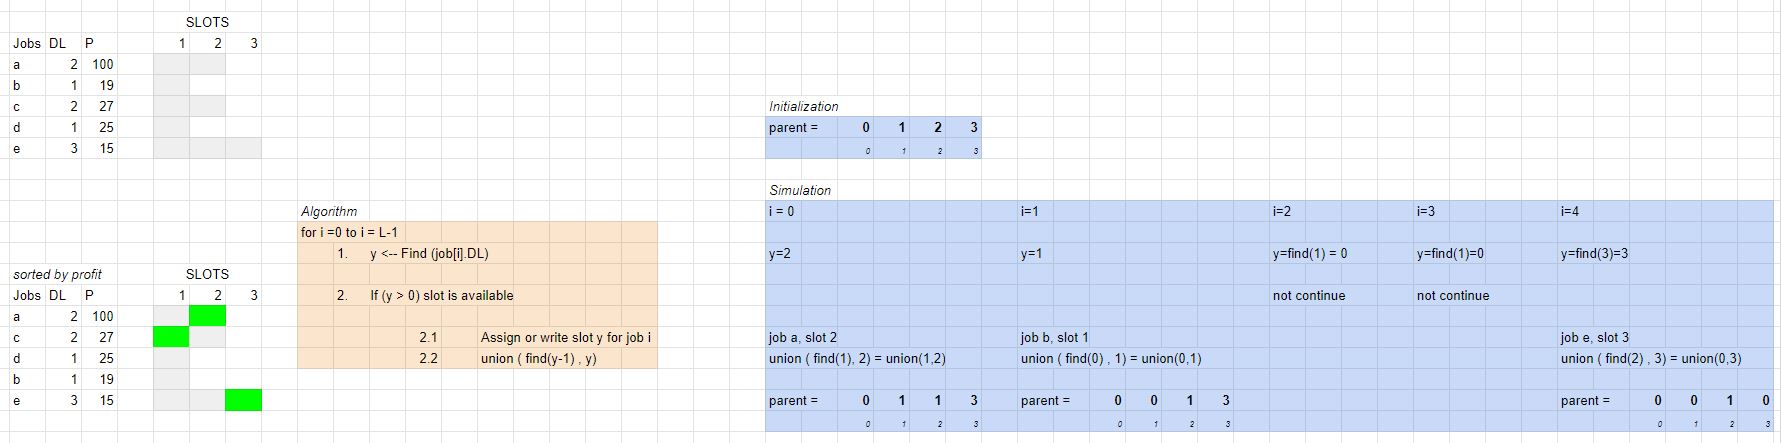 SLOTS
Jobs DL P 1 2 3
a 2 100
b 1 19
c 2 27
d 1 25
e 3 15
sorted by profit SLOTS
Jobs DL P 1 2 3
a 2 100
c 2 27
d 1 25
b 1 19
e 3 15
Algorithm
for i =0 to i = L-1
1. y <-- Find (job[i].DL)
2. If (y > 0) slot is available
2.1 Assign or write slot y for job i
2.2 union ( find(y-1) , y)
Initialization
parent = 0 1 2 3
0 1 2 3
Simulation
i = 0 i=1 i=2 i=3 i=4
y=2 y=1 y=find(1) = 0 y=find(1)=0 y=find(3)=3
not continue not continue
job a, slot 2 job b, slot 1 job e, slot 3
union ( find(1), 2) = union(1,2) union ( find(0) , 1) = union(0,1) union ( find(2) , 3) = union(0,3)
parent = 0 1 1 3 parent = 0 0 1 3 parent = 0 0 1 0
0 1 2 3 0 1 2 3 0 1 2 3